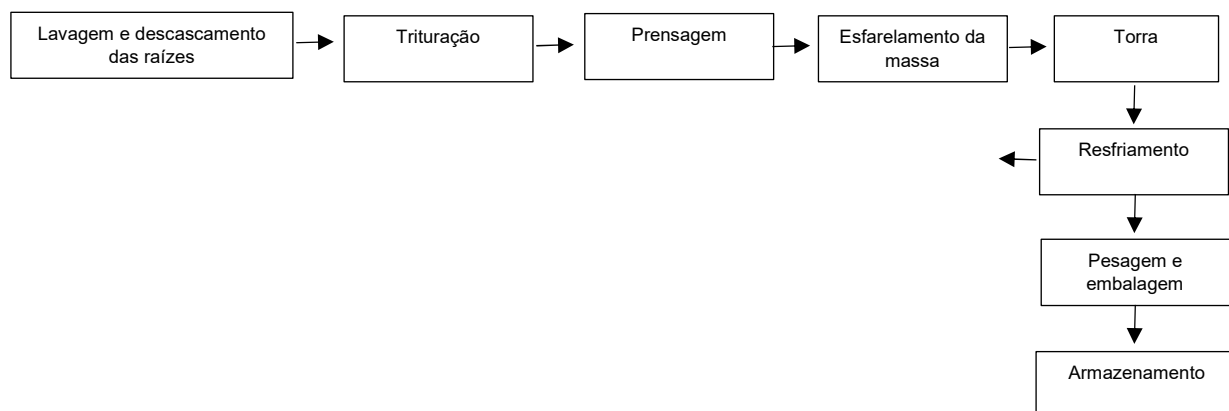 Lavagem e descascamento
das raízes
Trituração
Prensagem
Esfarelamento da
massa
Torra
Resfriamento
Pesagem e
embalagem
Armazenamento